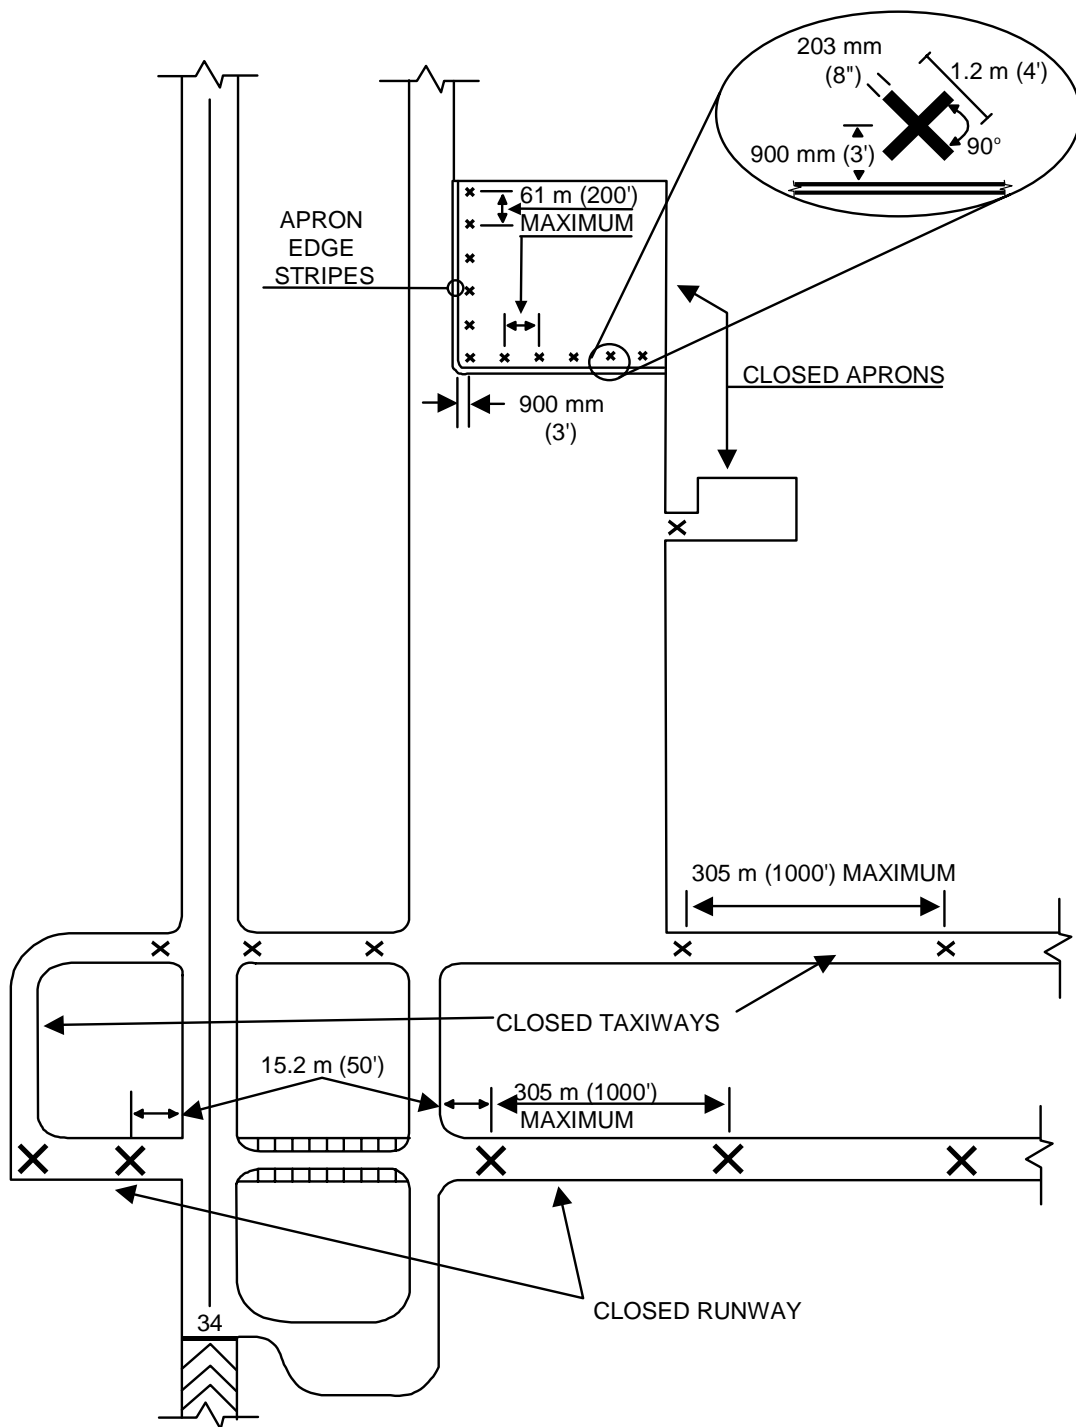 203 mm
(8")
1.2 m (4')
900 mm (3')
90°
61 m (200')
MAXIMUM
APRON
EDGE
STRIPES
CLOSED APRONS
900 mm
(3')
305 m (1000') MAXIMUM
CLOSED TAXIWAYS
15.2 m (50')
305 m (1000')
MAXIMUM
CLOSED RUNWAY
34